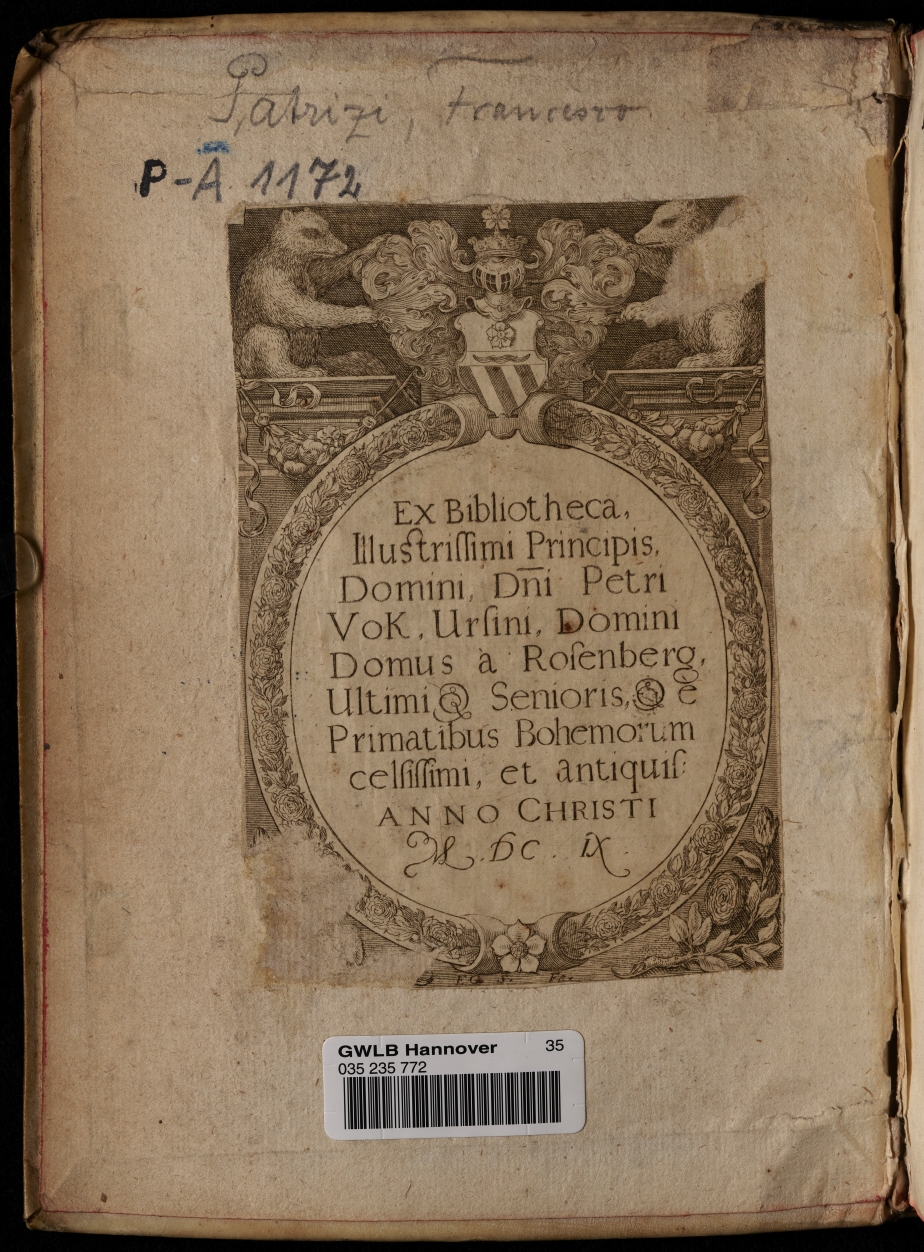 Patrizi, Francesco
P-A 1172
Ex Bibliotheca,
Illustriſſimi Principis,
Domini, Dn̄i Petri
VoK, Urſini, Domini
Domus à Roſenberg,
Ultimi Q Senioris, Q è
Primatibus Bohemorum
celſiſſimi, et antiquiſ:
ANNO CHRISTI
M.DC.IX.
GWLB Hannover 35
035 235 772